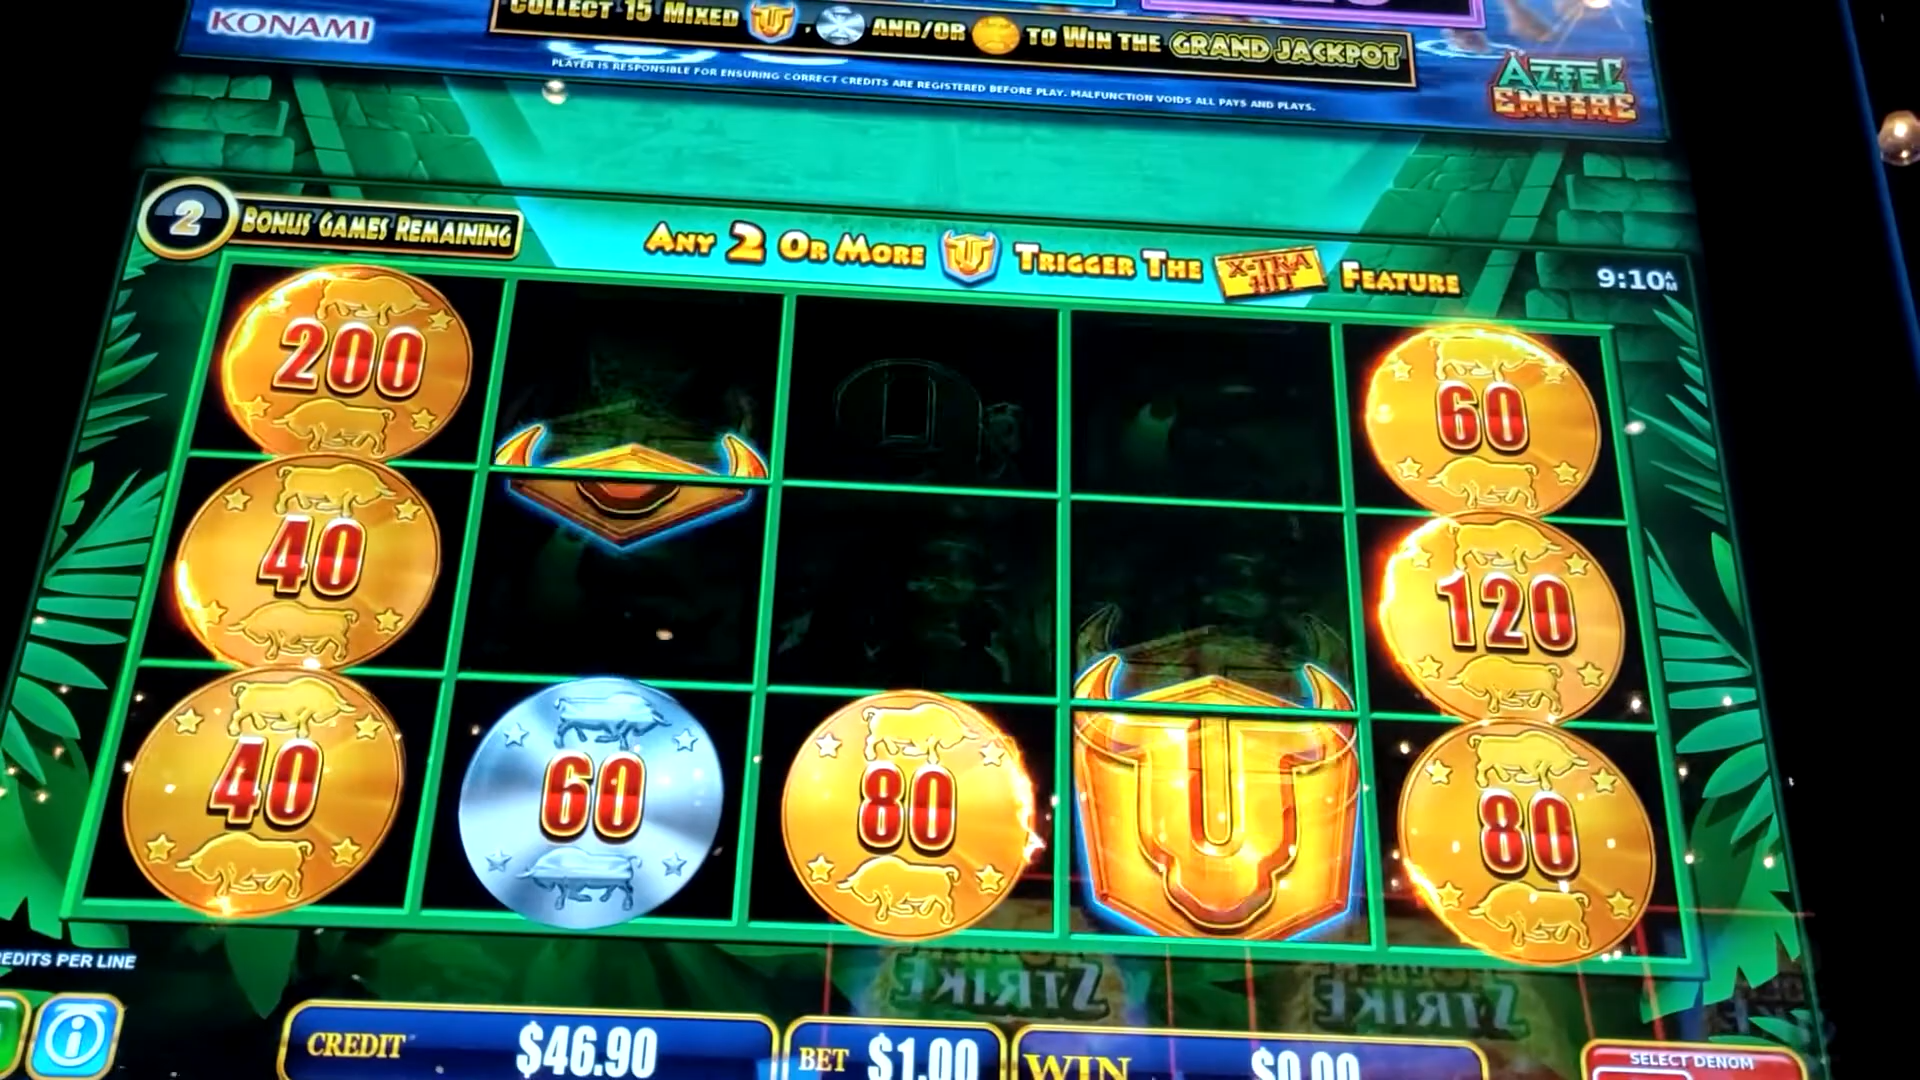 COLLECT 15 MIXED , AND/OR TO WIN THE GRAND JACKPOT
KONAMI
PLAYER IS RESPONSIBLE FOR ENSURING CORRECT CREDITS ARE REGISTERED BEFORE PLAY. MALFUNCTION VOIDS ALL PAYS AND PLAYS.
AZTEC
EMPIRE
2 BONUS GAMES REMAINING
ANY 2 OR MORE TRIGGER THE X-TRA HIT FEATURE
9:10 AM
200
60
40
120
40
60
80
80
EDITS PER LINE
STRIKE
STRIKE
CREDIT $46.90
BET $1.00
WIN $0.00
SELECT DENOM